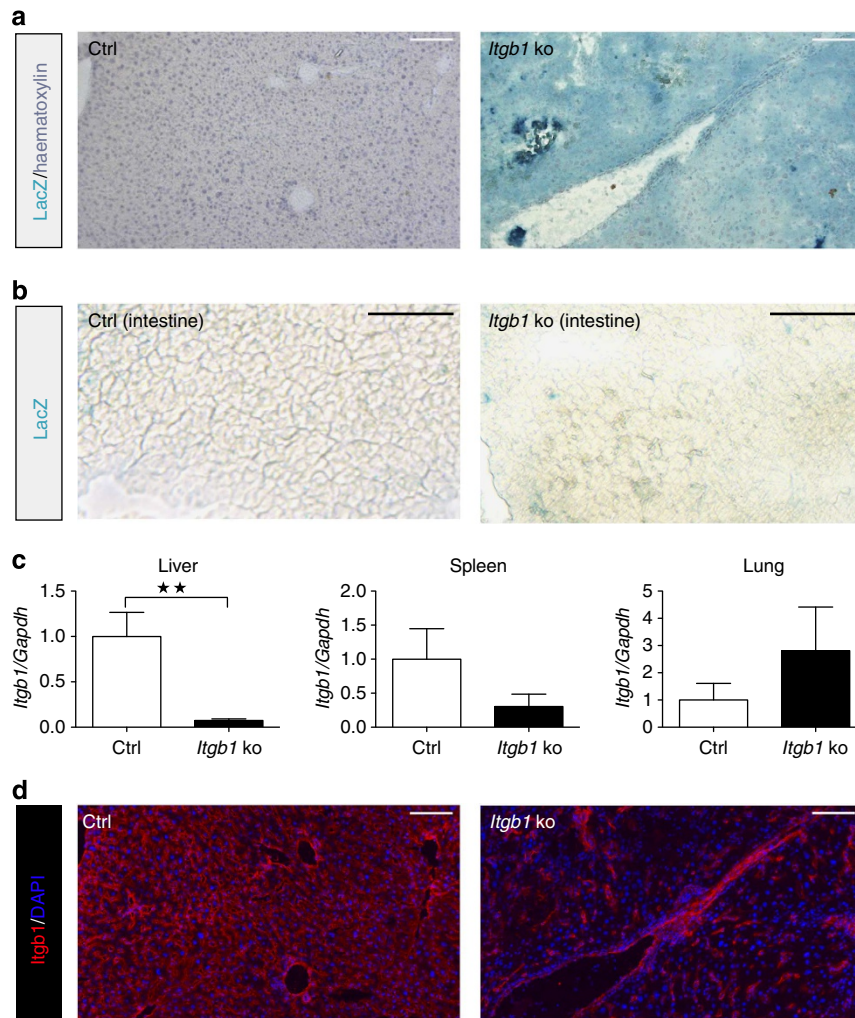 a
LacZ/haematoxylin
Ctrl
Itgb1 ko
b
LacZ
Ctrl (intestine)
Itgb1 ko (intestine)
c
Liver
Itgb1/Gapdh
1.5
1.0
0.5
0.0
★★
Ctrl
Itgb1 ko
Spleen
Itgb1/Gapdh
2.0
1.5
1.0
0.5
0.0
Ctrl
Itgb1 ko
Lung
Itgb1/Gapdh
5
4
3
2
1
0
Ctrl
Itgb1 ko
d
Itgb1/DAPI
Ctrl
Itgb1 ko